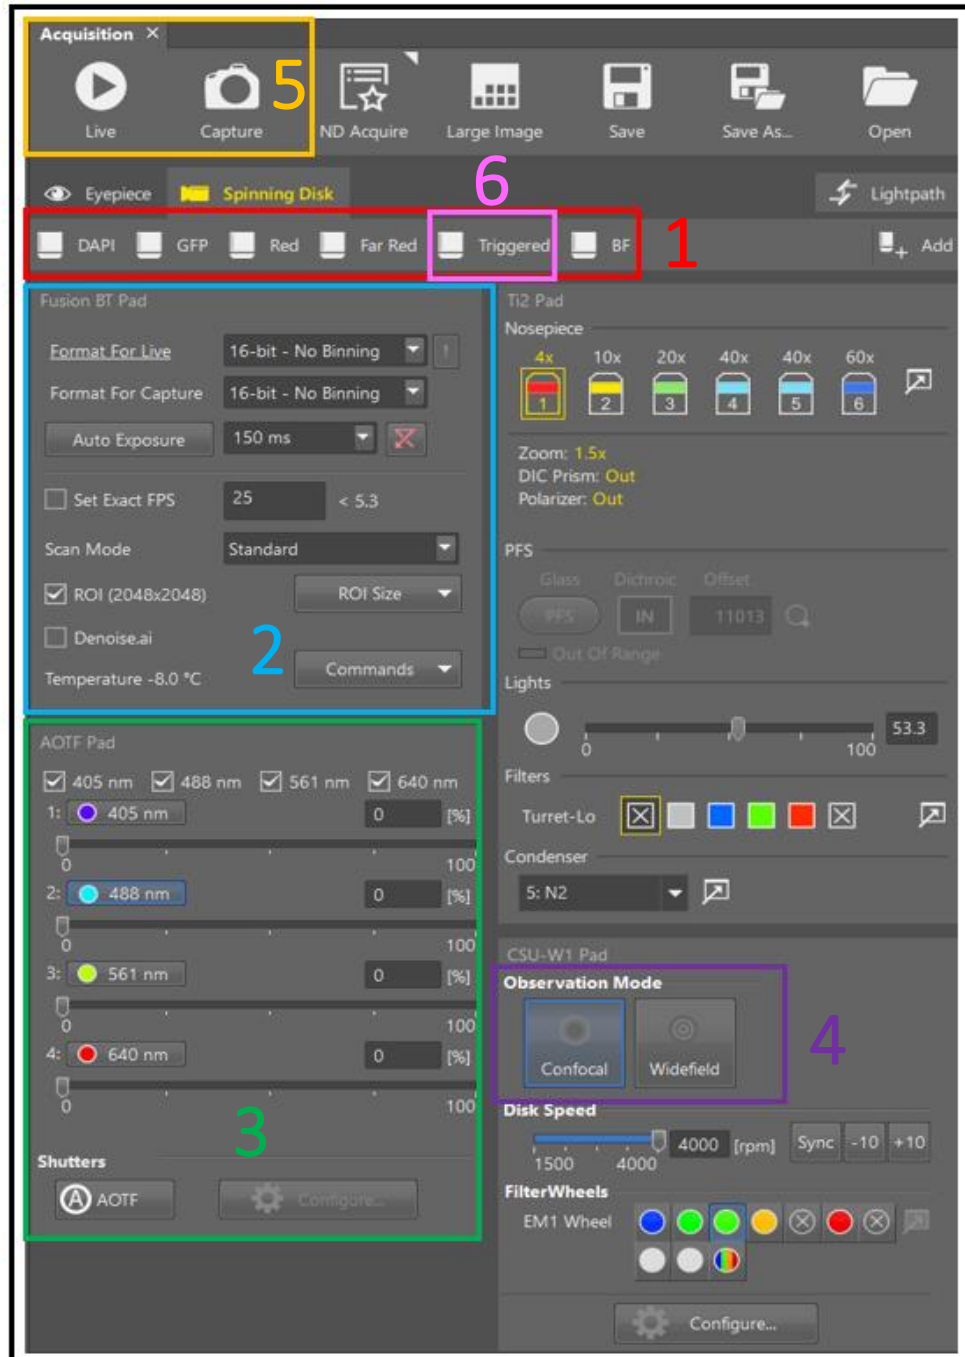 Acquisition ×
5
Live Capture ND Acquire Large Image Save Save As... Open
6
Eyepiece Spinning Disk Lightpath
DAPI GFP Red Far Red Triggered BF 1 Add
Fusion BT Pad
Format For Live 16-bit - No Binning !
Format For Capture 16-bit - No Binning
Auto Exposure 150 ms
Set Exact FPS 25 < 5.3
Scan Mode Standard
ROI (2048x2048) ROI Size
Denoise.ai
2
Temperature -8.0 °C Commands
AOTF Pad
405 nm 488 nm 561 nm 640 nm
1: 405 nm 0 [%]
0 100
2: 488 nm 0 [%]
0 100
3: 561 nm 0 [%]
0 100
4: 640 nm 0 [%]
0 100
3
Shutters
A AOTF Configure...
Ti2 Pad
Nosepiece
4x 10x 20x 40x 40x 60x
1 2 3 4 5 6
Zoom: 1.5x
DIC Prism: Out
Polarizer: Out
PFS
Glass Dichroic Offset
PFS IN 11013
Out Of Range
Lights
53.3
0 100
Filters
Turret-Lo
Condenser
5: N2
CSU-W1 Pad
Observation Mode
4
Confocal Widefield
Disk Speed
4000 [rpm] Sync -10 +10
1500 4000
FilterWheels
EM1 Wheel
Configure...